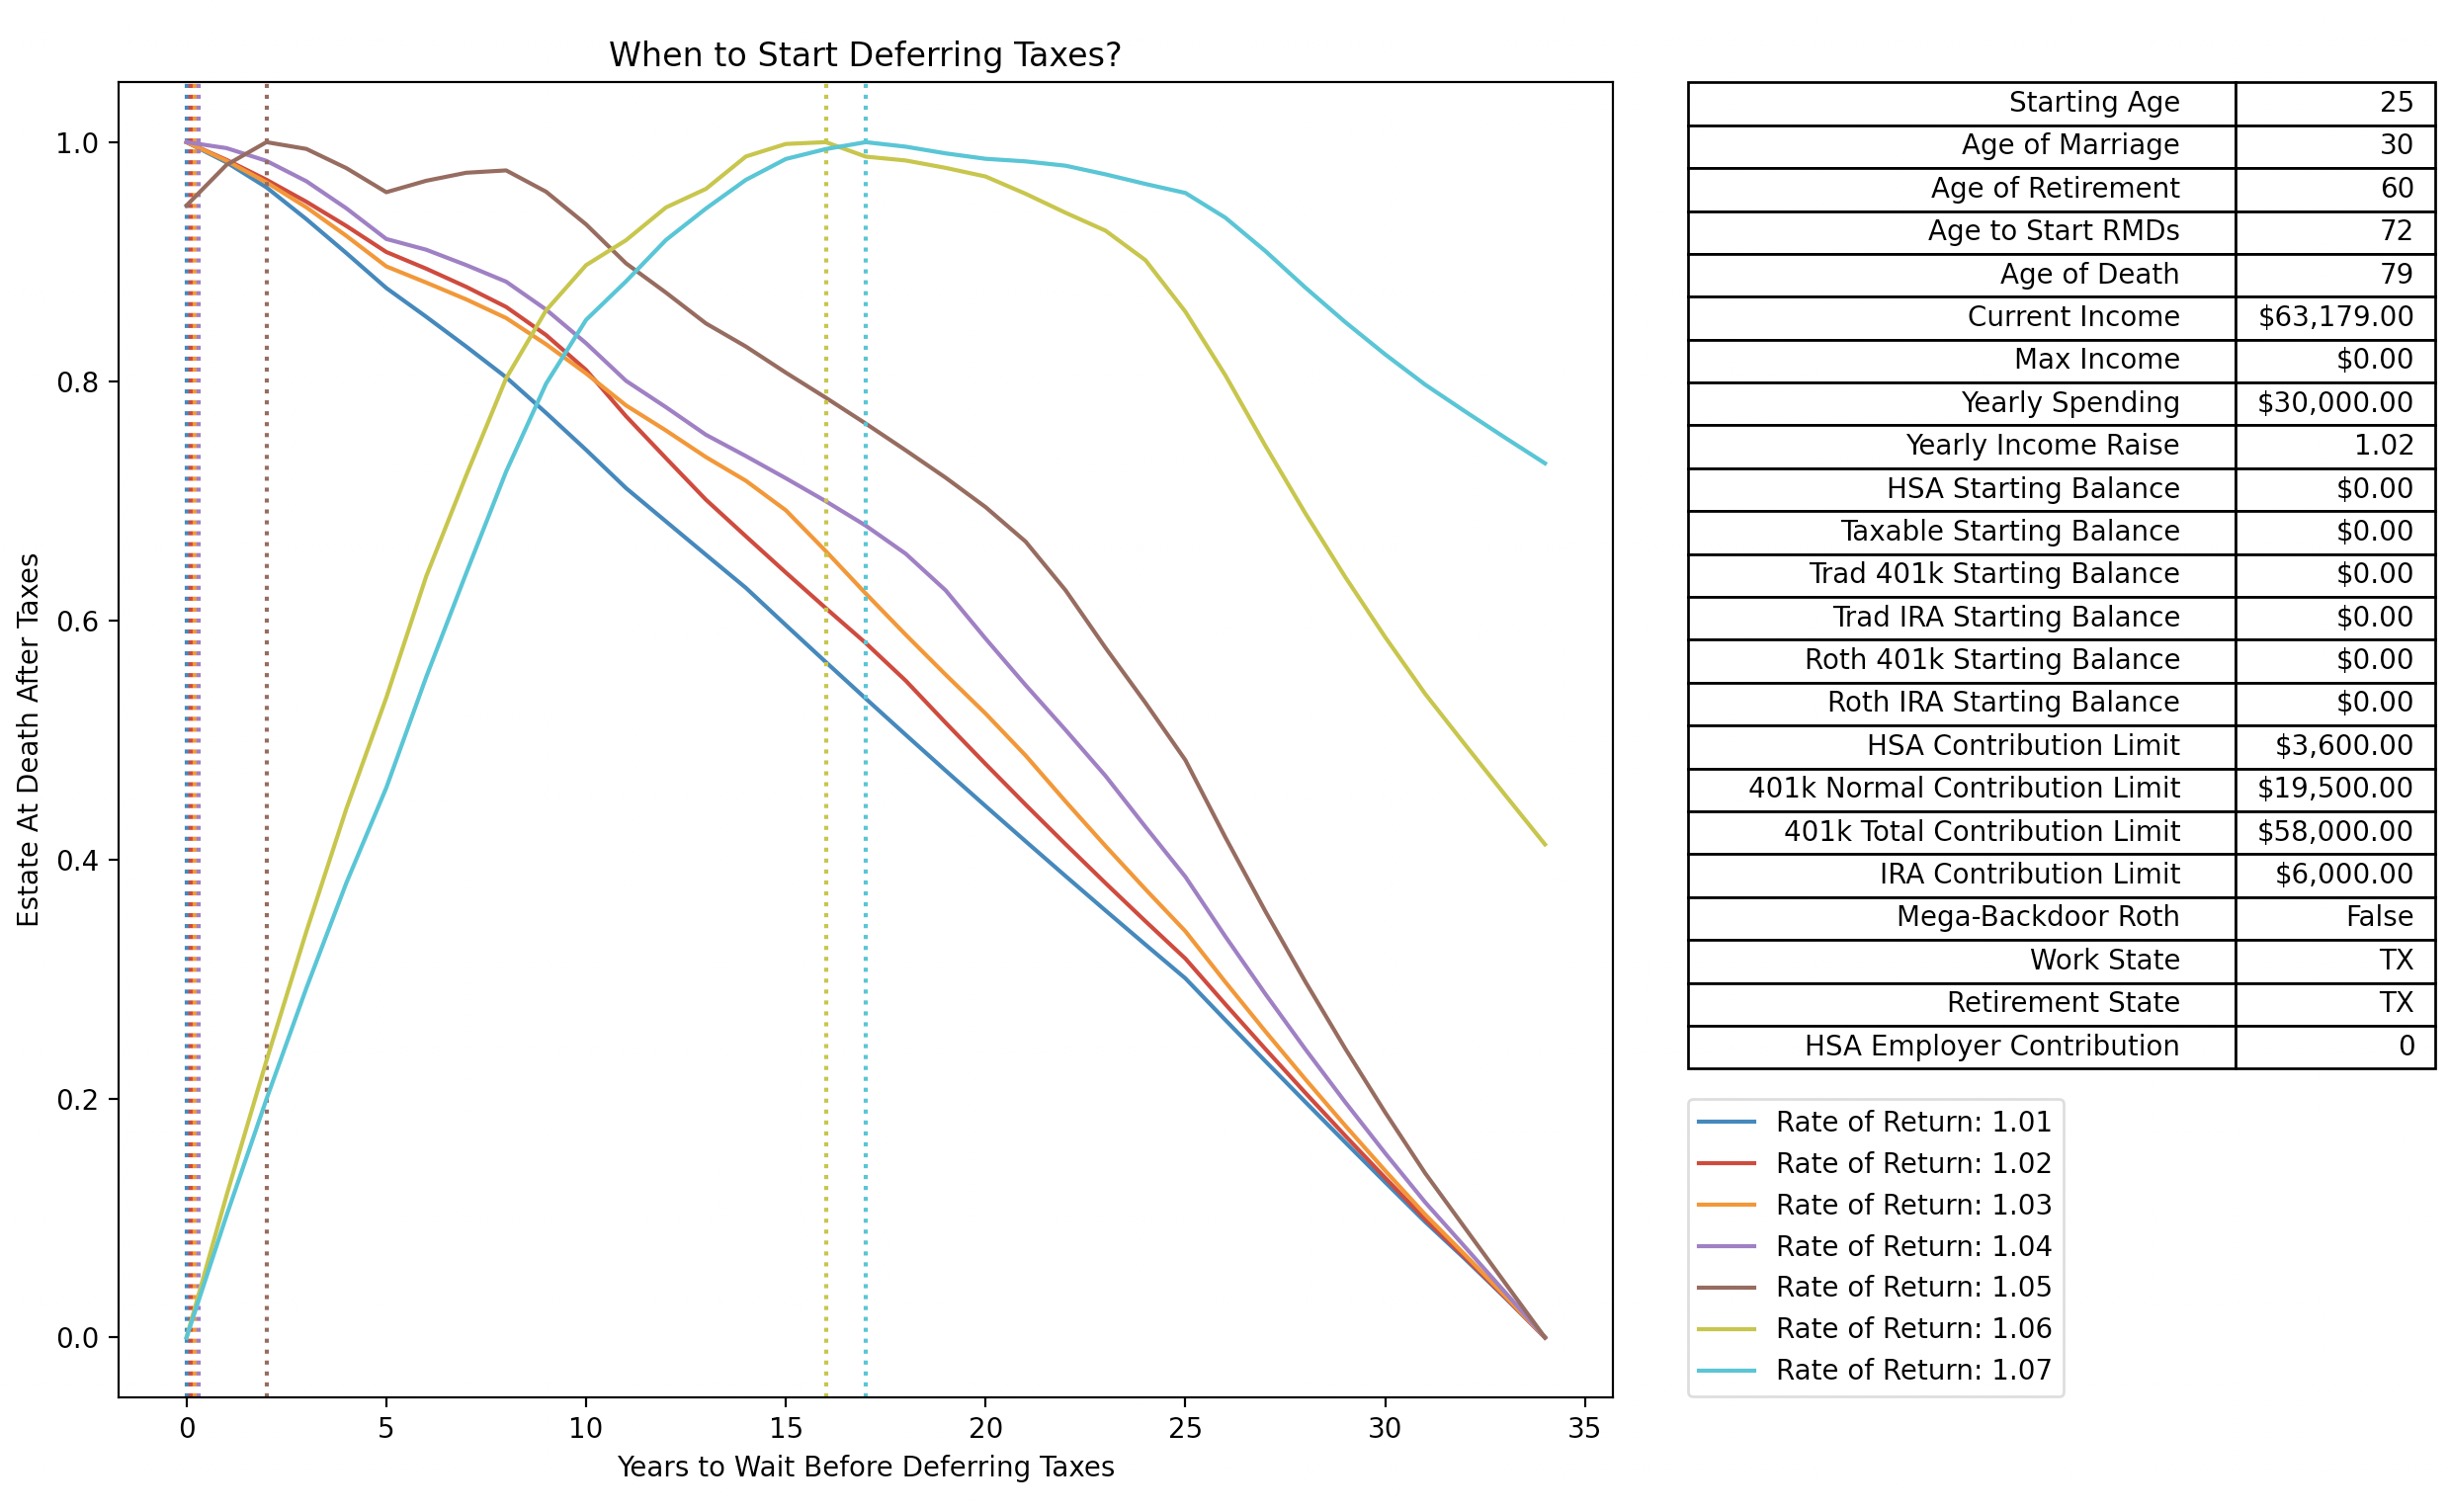 When to Start Deferring Taxes?
Estate At Death After Taxes
1.0
0.8
0.6
0.4
0.2
0.0
0 5 10 15 20 25 30 35
Years to Wait Before Deferring Taxes
Starting Age 25
Age of Marriage 30
Age of Retirement 60
Age to Start RMDs 72
Age of Death 79
Current Income $63,179.00
Max Income $0.00
Yearly Spending $30,000.00
Yearly Income Raise 1.02
HSA Starting Balance $0.00
Taxable Starting Balance $0.00
Trad 401k Starting Balance $0.00
Trad IRA Starting Balance $0.00
Roth 401k Starting Balance $0.00
Roth IRA Starting Balance $0.00
HSA Contribution Limit $3,600.00
401k Normal Contribution Limit $19,500.00
401k Total Contribution Limit $58,000.00
IRA Contribution Limit $6,000.00
Mega-Backdoor Roth False
Work State TX
Retirement State TX
HSA Employer Contribution 0
Rate of Return: 1.01
Rate of Return: 1.02
Rate of Return: 1.03
Rate of Return: 1.04
Rate of Return: 1.05
Rate of Return: 1.06
Rate of Return: 1.07